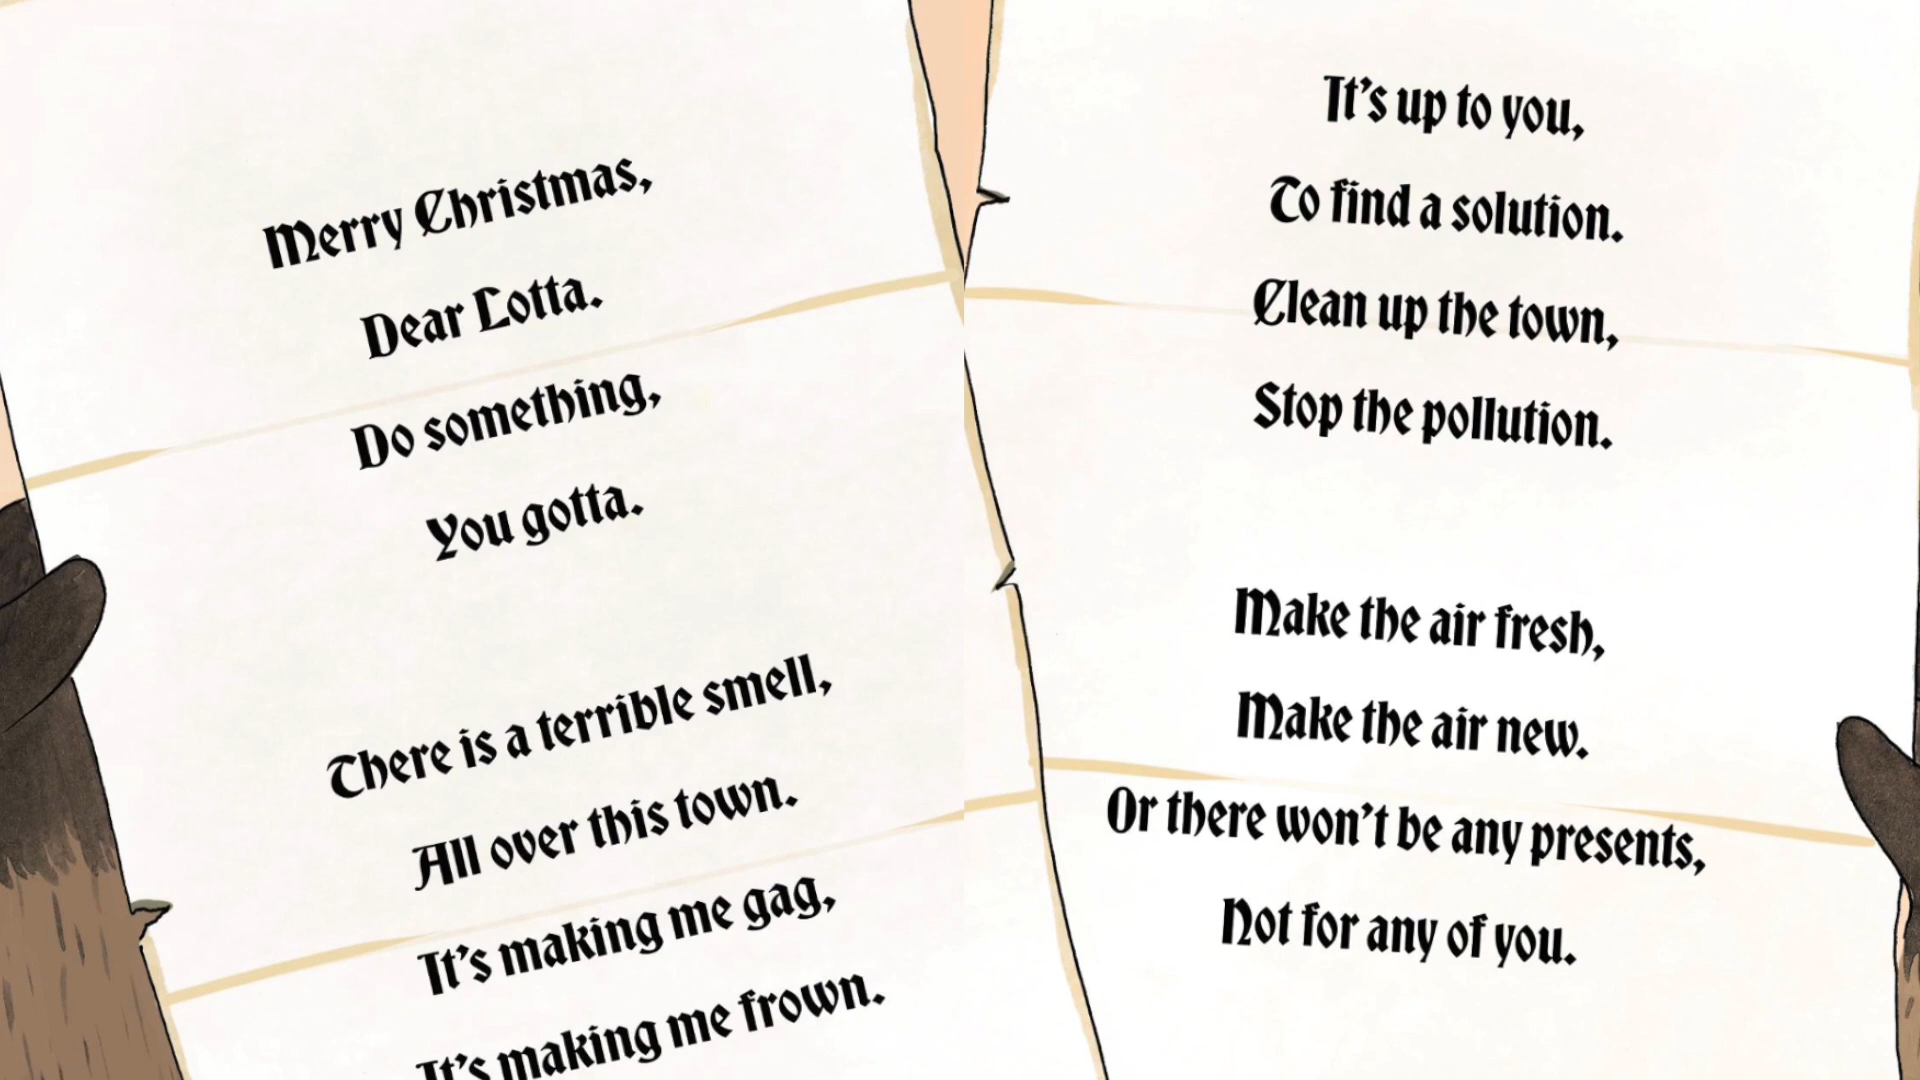 Merry Christmas,
Dear Lotta.
Do something,
You gotta.
There is a terrible smell,
All over this town.
It's making me gag,
It's making me frown.
It's up to you,
To find a solution.
Clean up the town,
Stop the pollution.
Make the air fresh,
Make the air new.
Or there won't be any presents,
Not for any of you.